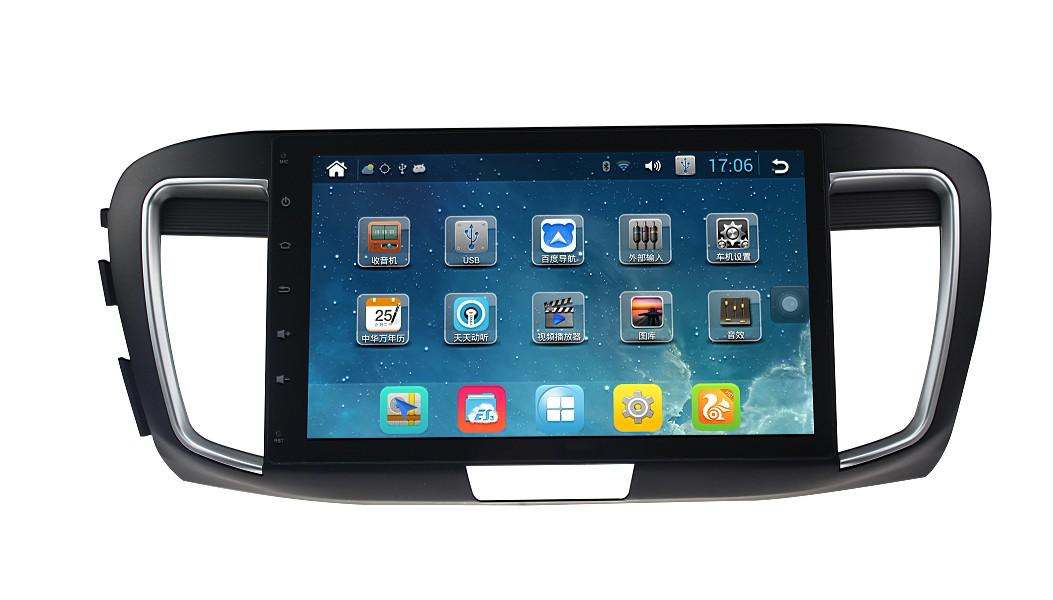 MIC
17:06
收音机
USB
百度导航
外部输入
车机设置
25
中华万年历
天天动听
视频播放器
图库
音效
ES
RST